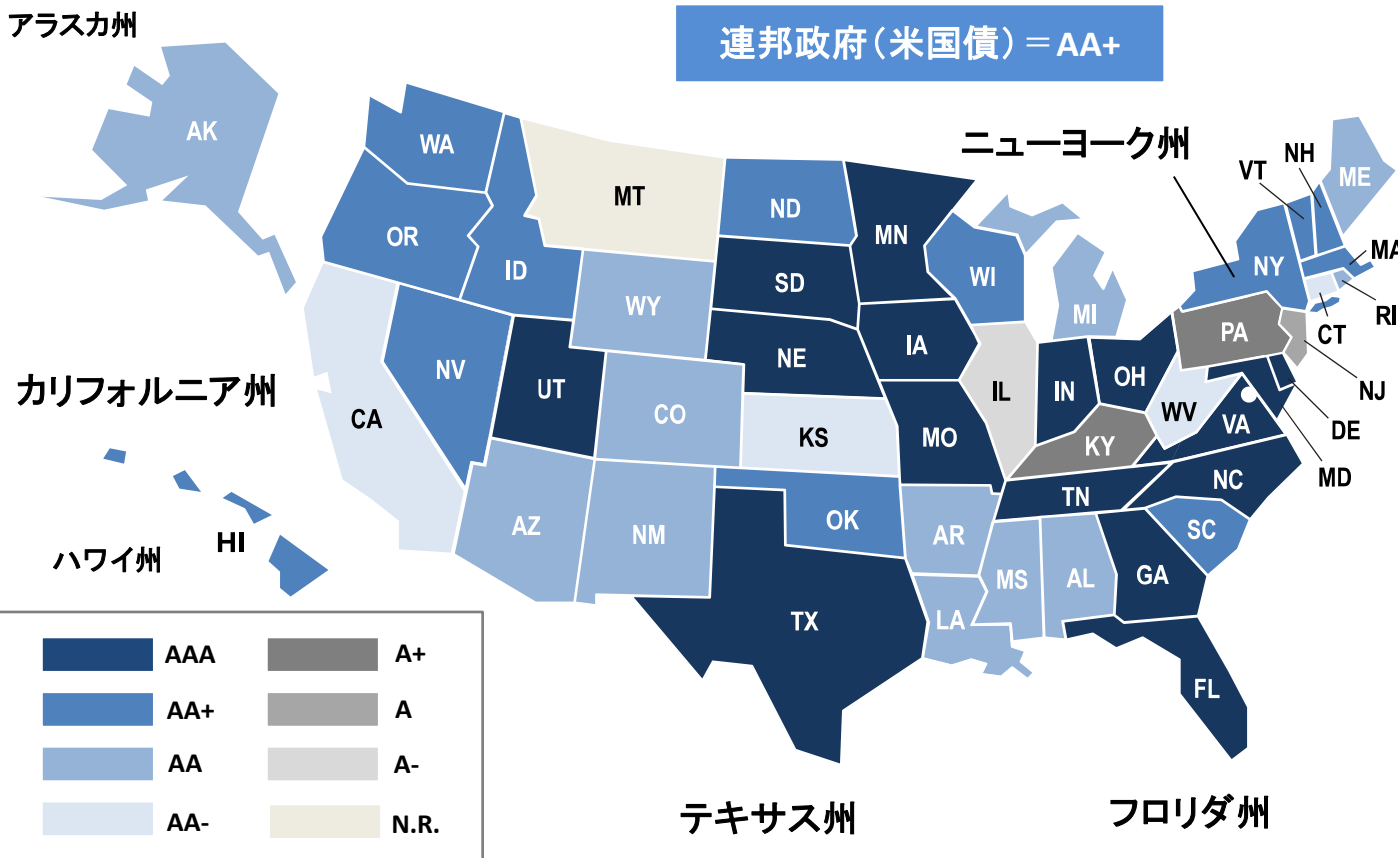 アラスカ州
連邦政府（米国債）＝AA+
AK
WA
MT
ND
MN
ニューヨーク州
VT
NH
ME
OR
ID
SD
WI
NY
MA
WY
MI
RI
CT
PA
NE
IA
NV
UT
IL
IN
OH
NJ
カリフォルニア州
CA
CO
KS
MO
WV
VA
DE
KY
MD
NC
TN
AZ
NM
OK
AR
SC
HI
ハワイ州
MS
AL
GA
TX
LA
FL
AAA
A+
AA+
A
AA
A-
AA-
N.R.
テキサス州
フロリダ州